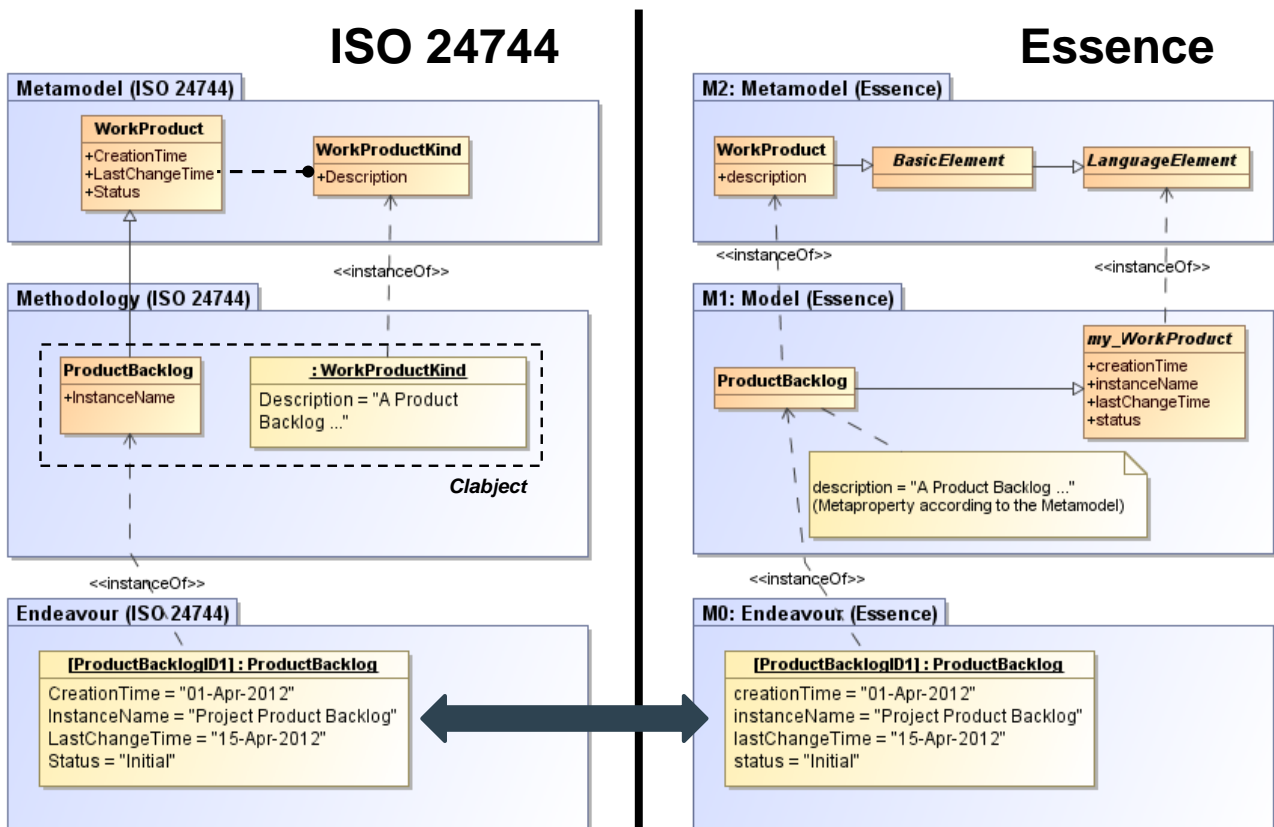 ISO 24744
Metamodel (ISO 24744)
WorkProduct
+CreationTime
+LastChangeTime
+Status
WorkProductKind
+Description
<<instanceOf>>
Methodology (ISO 24744)
ProductBacklog
+InstanceName
: WorkProductKind
Description = "A Product
Backlog ..."
Clabject
<<instanceOf>>
Endeavour (ISO 24744)
[ProductBacklogID1] : ProductBacklog
CreationTime = "01-Apr-2012"
InstanceName = "Project Product Backlog"
LastChangeTime = "15-Apr-2012"
Status = "Initial"
Essence
M2: Metamodel (Essence)
WorkProduct
+description
BasicElement
LanguageElement
<<instanceOf>>
<<instanceOf>>
M1: Model (Essence)
ProductBacklog
my_WorkProduct
+creationTime
+instanceName
+lastChangeTime
+status
description = "A Product Backlog ..."
(Metaproperty according to the Metamodel)
<<instanceOf>>
M0: Endeavour (Essence)
[ProductBacklogID1] : ProductBacklog
creationTime = "01-Apr-2012"
instanceName = "Project Product Backlog"
lastChangeTime = "15-Apr-2012"
status = "Initial"